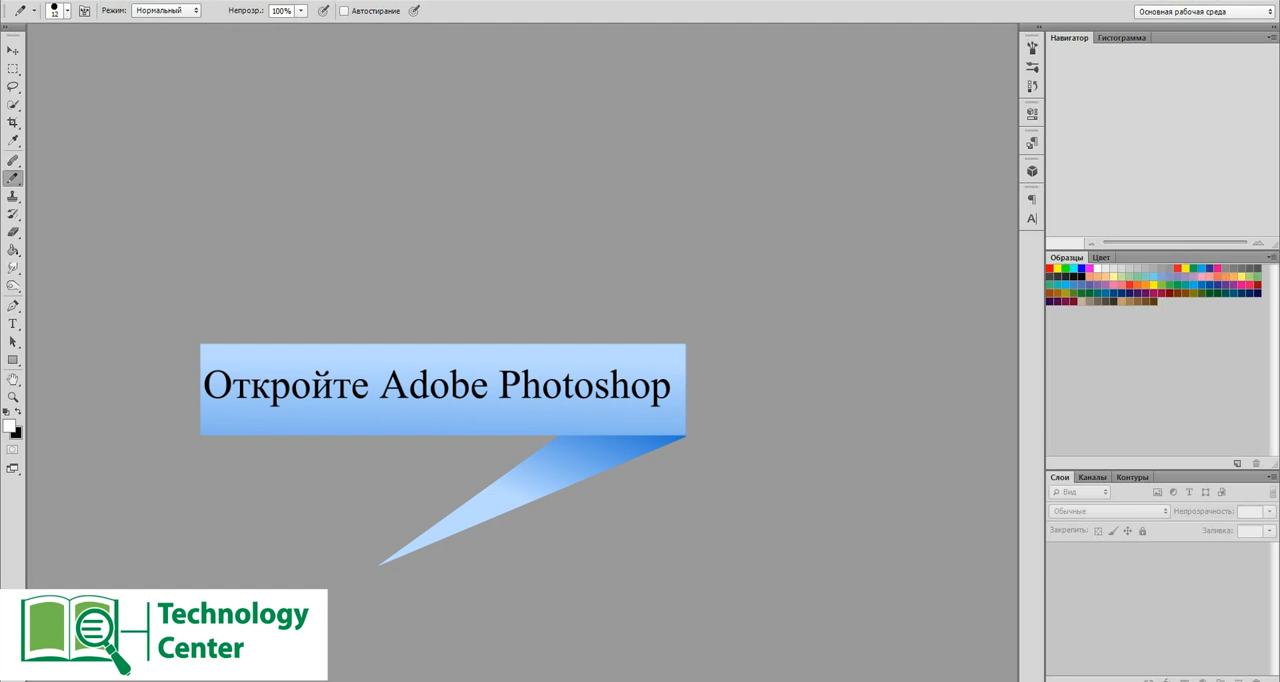 12
Режим: Нормальный
Непрозр.: 100%
Автостирание
Основная рабочая среда
Навигатор Гистограмма
Образцы Цвет
Откройте Adobe Photoshop
Слои Каналы Контуры
Вид
Обычные Непрозрачность:
Закрепить: Заливка:
Technology
Center